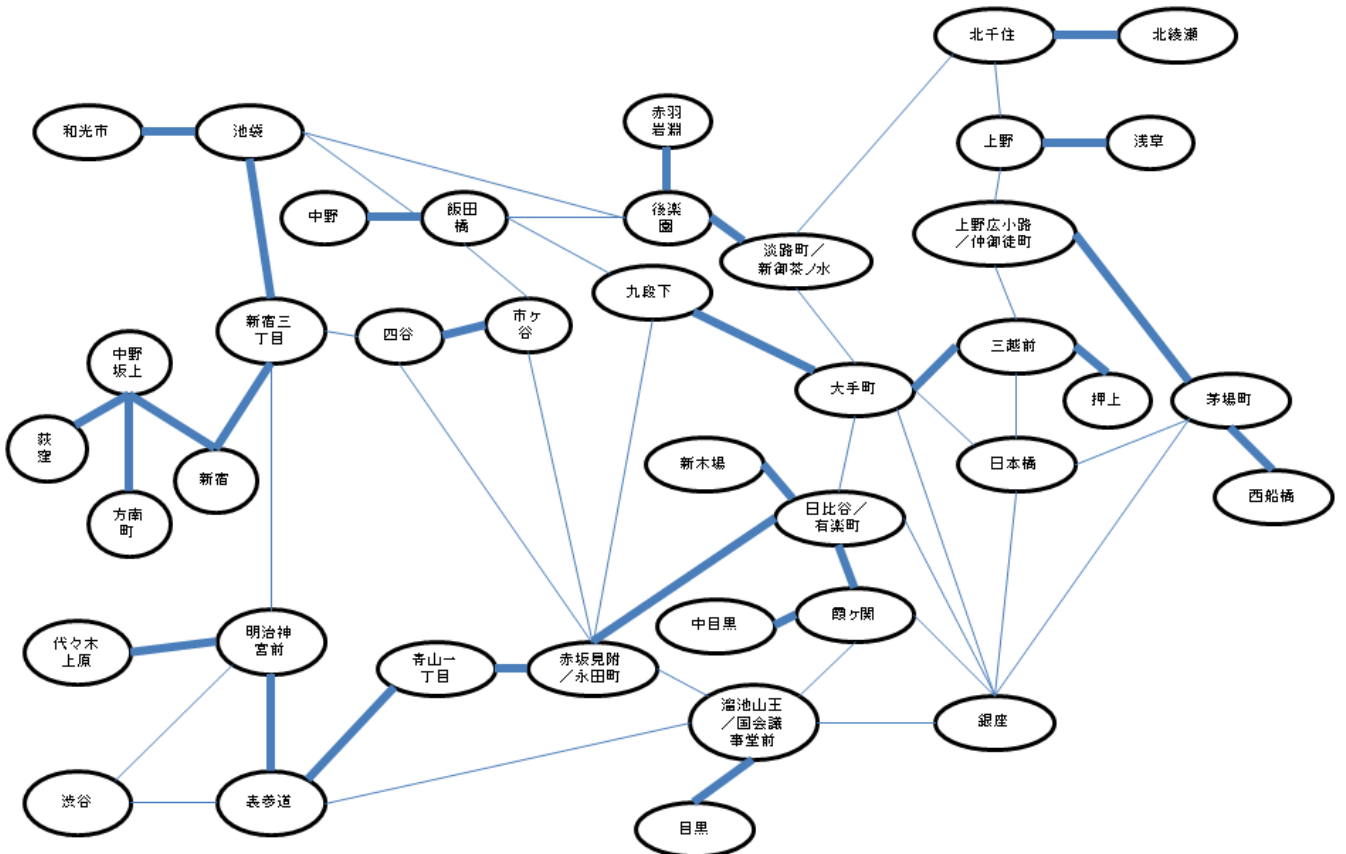 北千住
北綾瀬
和光市
池袋
赤羽
岩淵
上野
浅草
中野
飯田
橋
後楽
園
淡路町／
新御茶ノ水
上野広小路
／仲御徒町
九段下
新宿三
丁目
四谷
市ヶ
谷
中野
坂上
三越前
大手町
押上
茅場町
荻
窪
新宿
方南
町
新木場
日本橋
西船橋
日比谷／
有楽町
代々木
上原
明治神
宮前
青山一
丁目
赤坂見附
／永田町
中目黒
霞ヶ関
溜池山王
／国会議
事堂前
銀座
渋谷
表参道
目黒